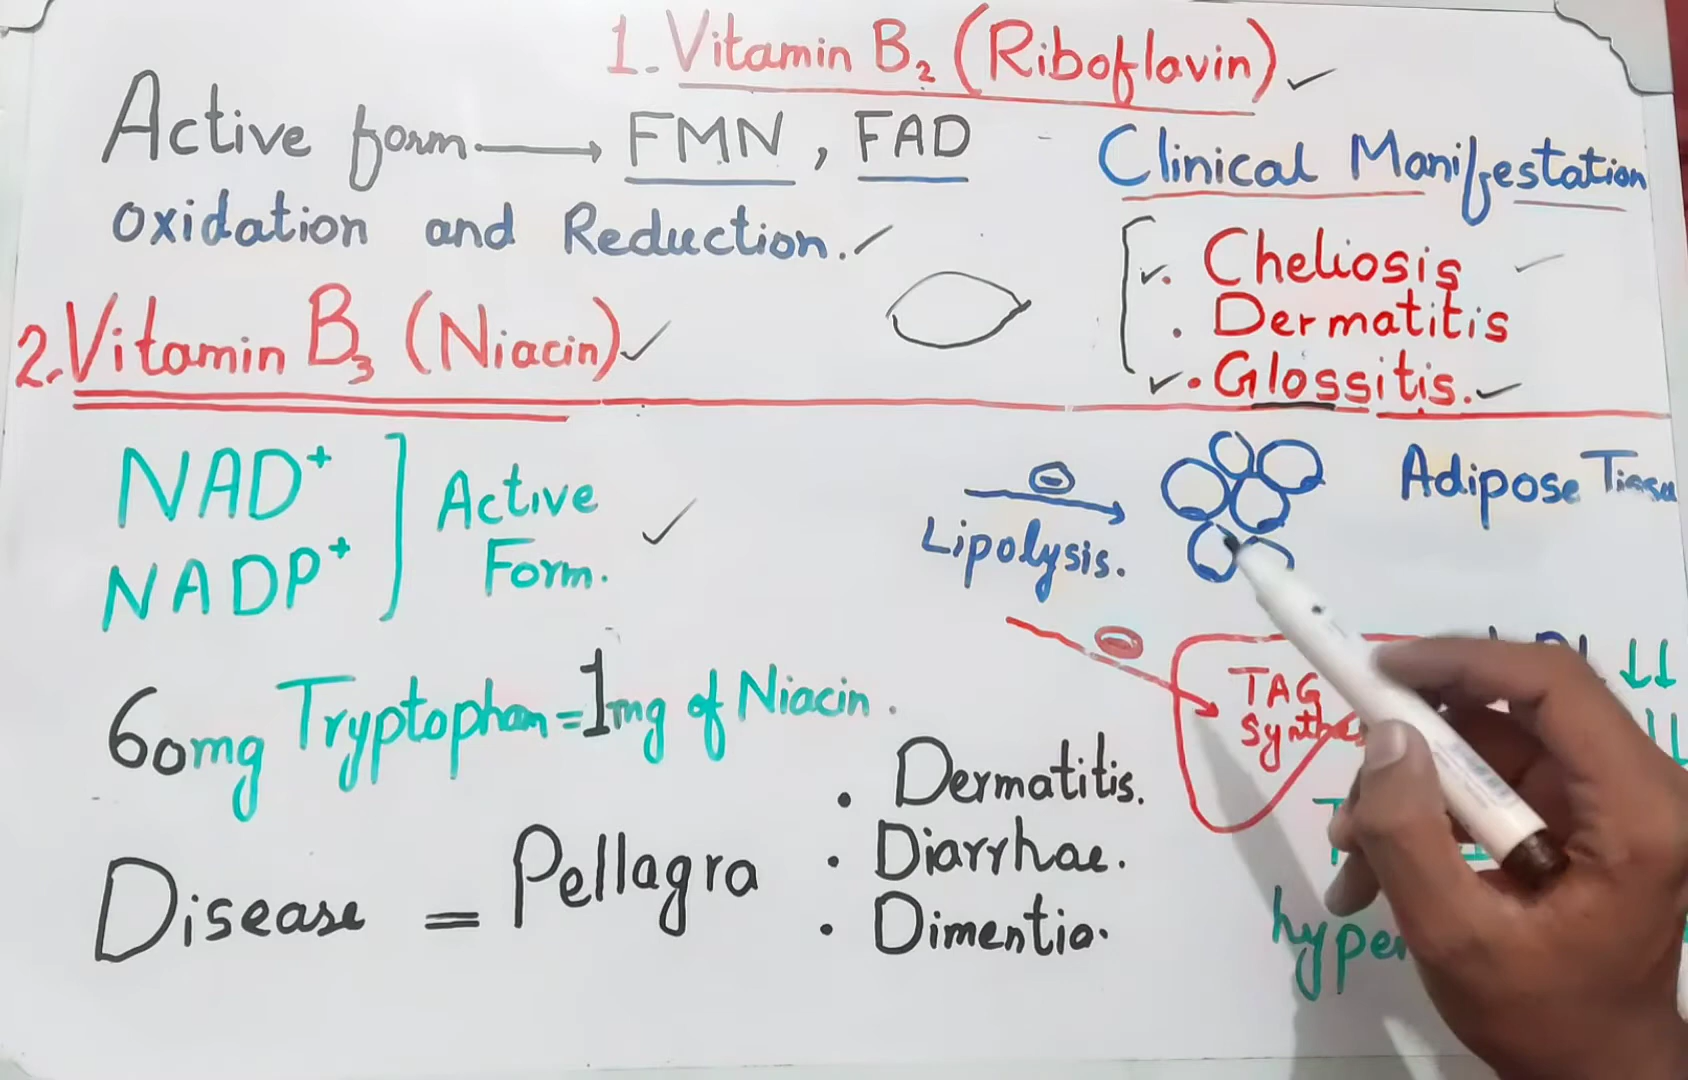 1. Vitamin B2 (Riboflavin)
Active form → FMN, FAD
oxidation and Reduction.
Clinical Manifestation
. Cheliosis
. Dermatitis
. Glossitis.
2. Vitamin B3 (Niacin)
NAD+
NADP+
Active
Form.
60mg Tryptophan = 1mg of Niacin.
Disease = Pellagra
. Dermatitis.
. Diarrhae.
. Dimentia.
Lipolysis.
Adipose
TAG
hyper